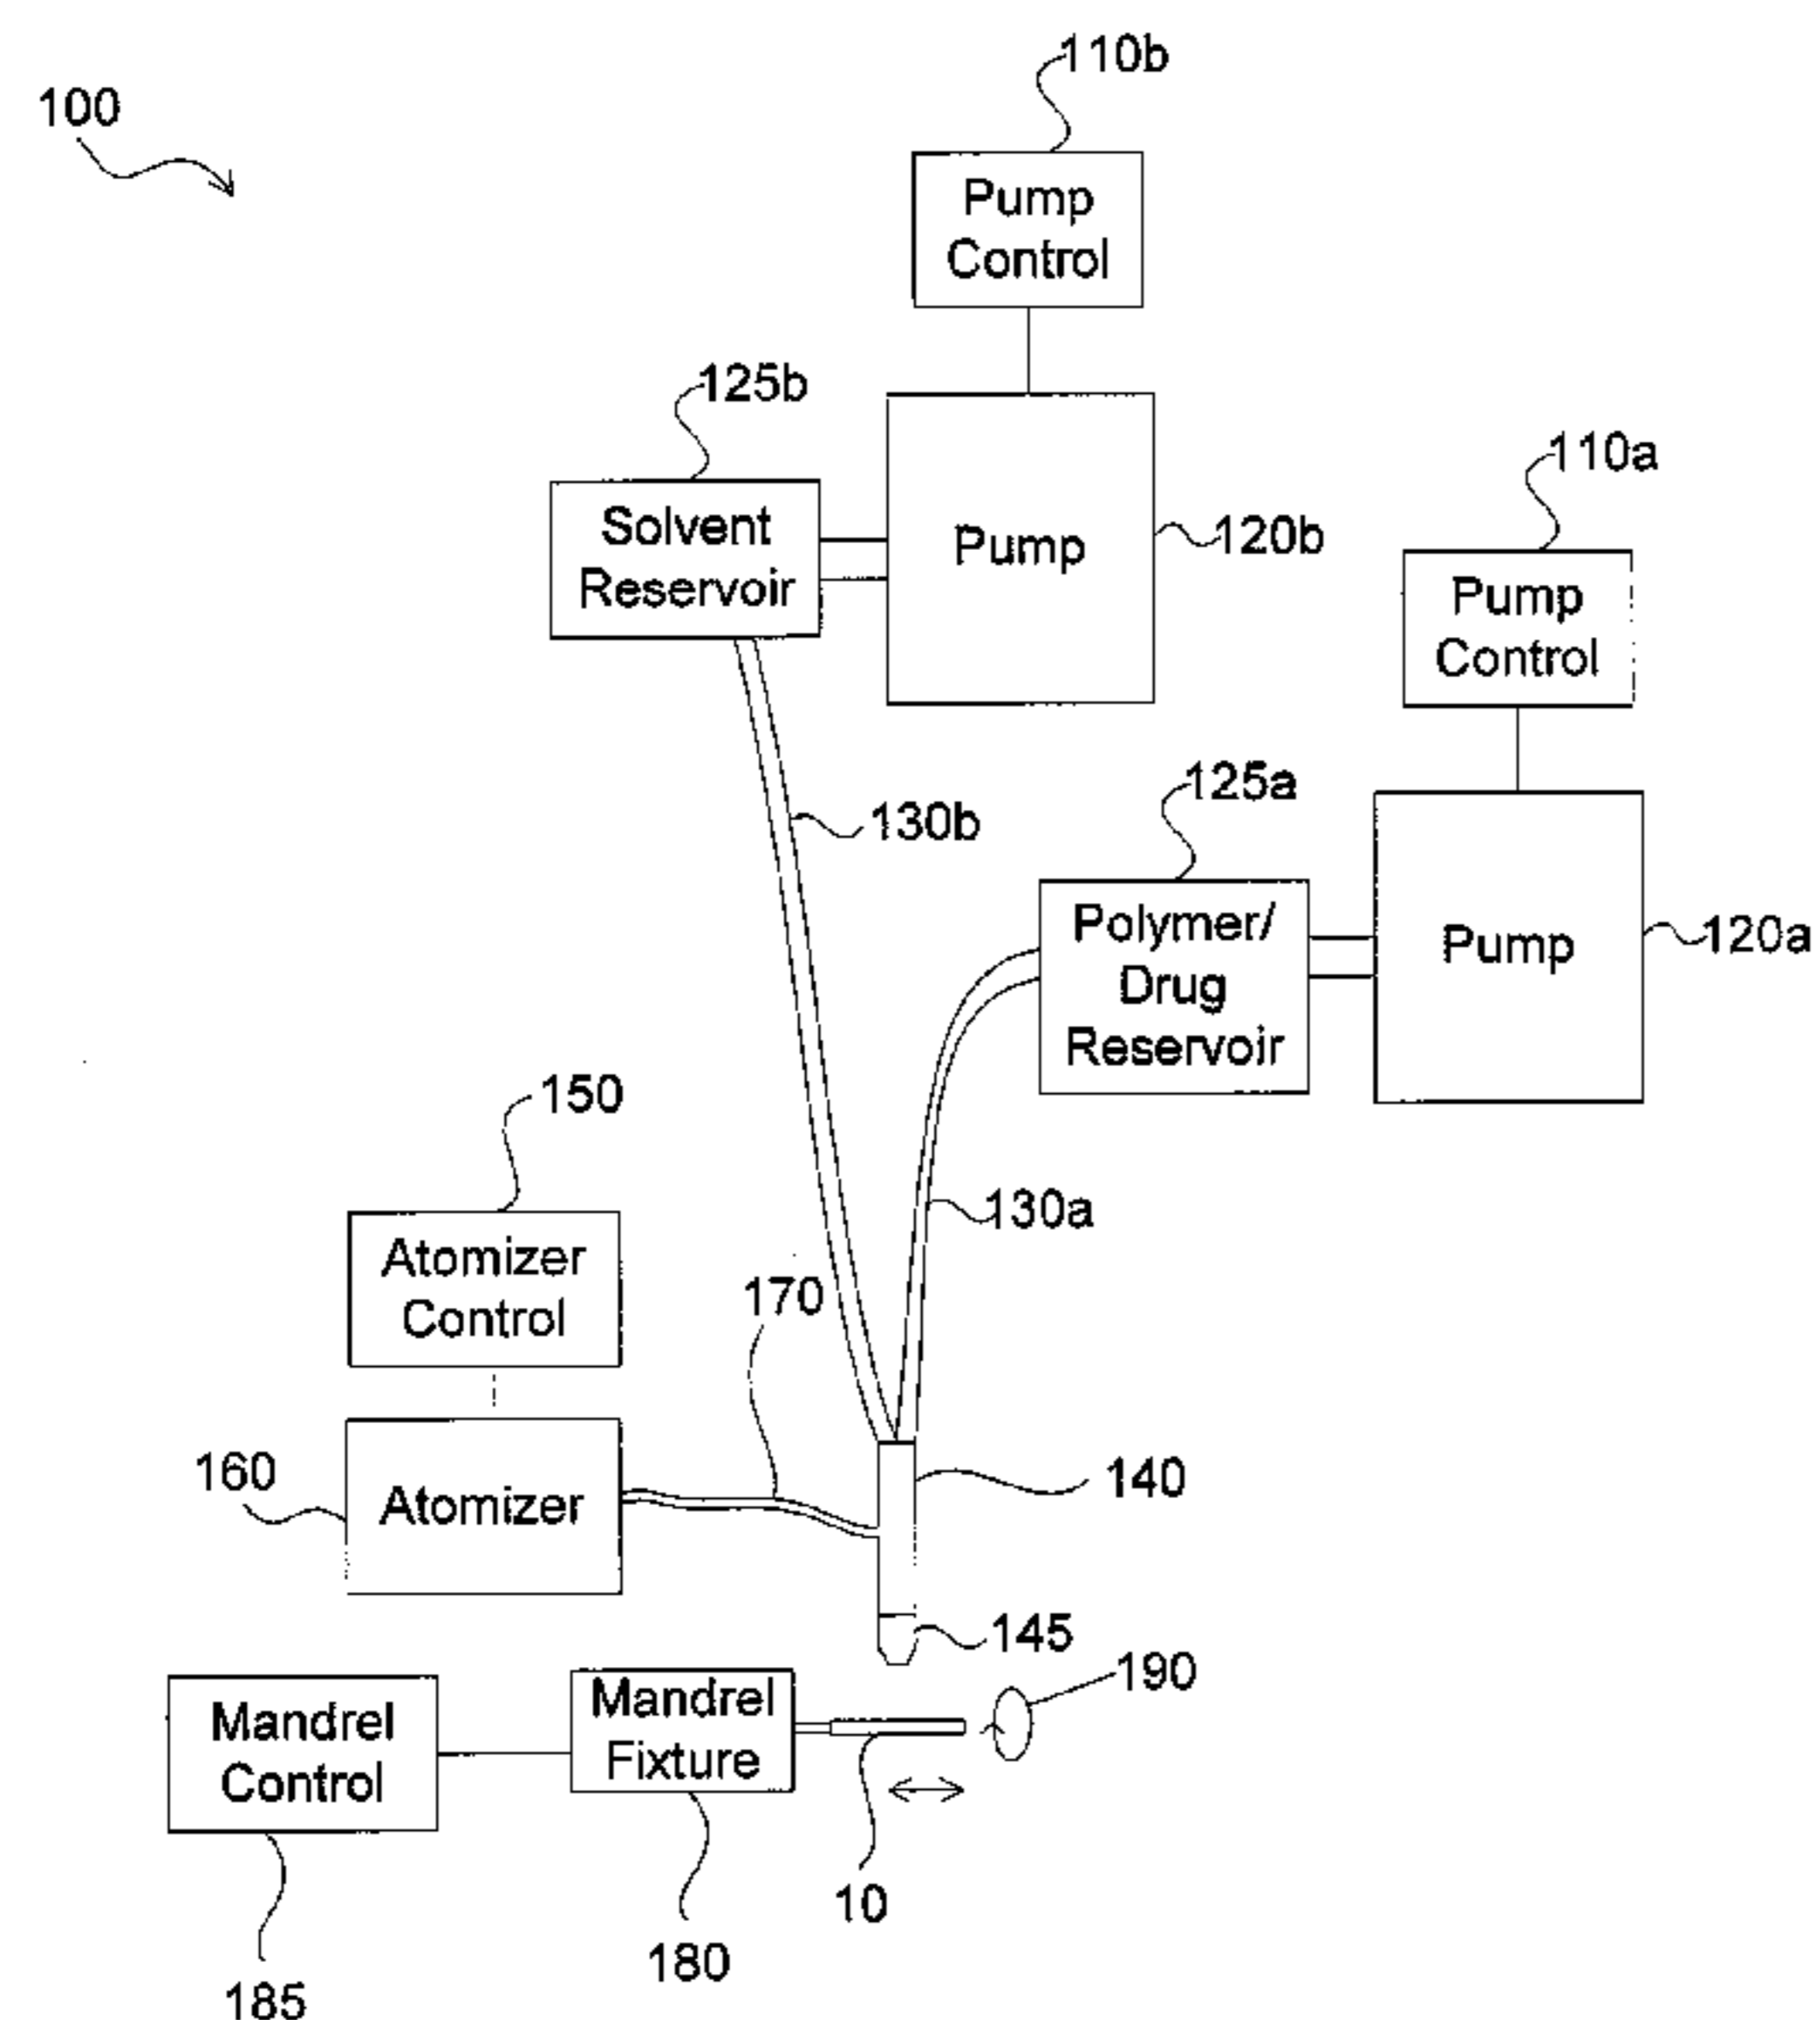 110b
100
Pump
Control
125b
110a
Solvent
Reservoir
Pump
120b
Pump
Control
125a
130b
Polymer/
Drug
Reservoir
Pump
120a
150
130a
Atomizer
Control
170
160
Atomizer
140
145
190
Mandrel
Control
Mandrel
Fixture
10
180
185